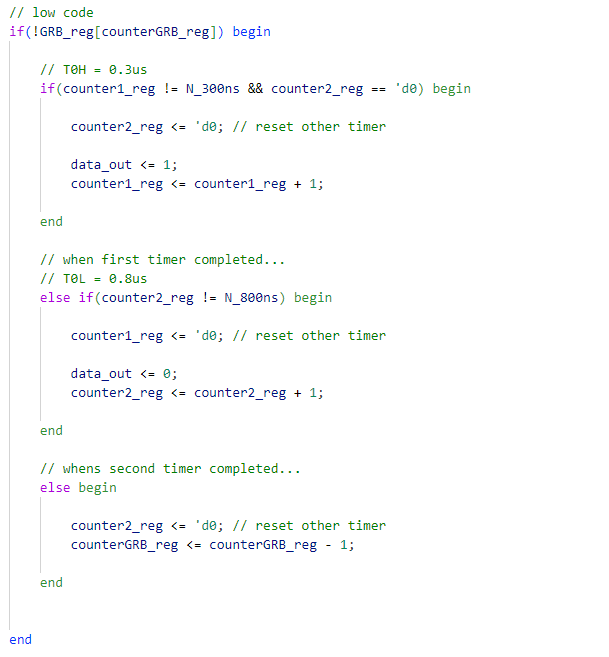 // low code
if(!GRB_reg[counterGRB_reg]) begin
// T0H = 0.3us
if(counter1_reg != N_300ns && counter2_reg == 'd0) begin
counter2_reg <= 'd0; // reset other timer
data_out <= 1;
counter1_reg <= counter1_reg + 1;
end
// when first timer completed...
// T0L = 0.8us
else if(counter2_reg != N_800ns) begin
counter1_reg <= 'd0; // reset other timer
data_out <= 0;
counter2_reg <= counter2_reg + 1;
end
// whens second timer completed...
else begin
counter2_reg <= 'd0; // reset other timer
counterGRB_reg <= counterGRB_reg - 1;
end
end